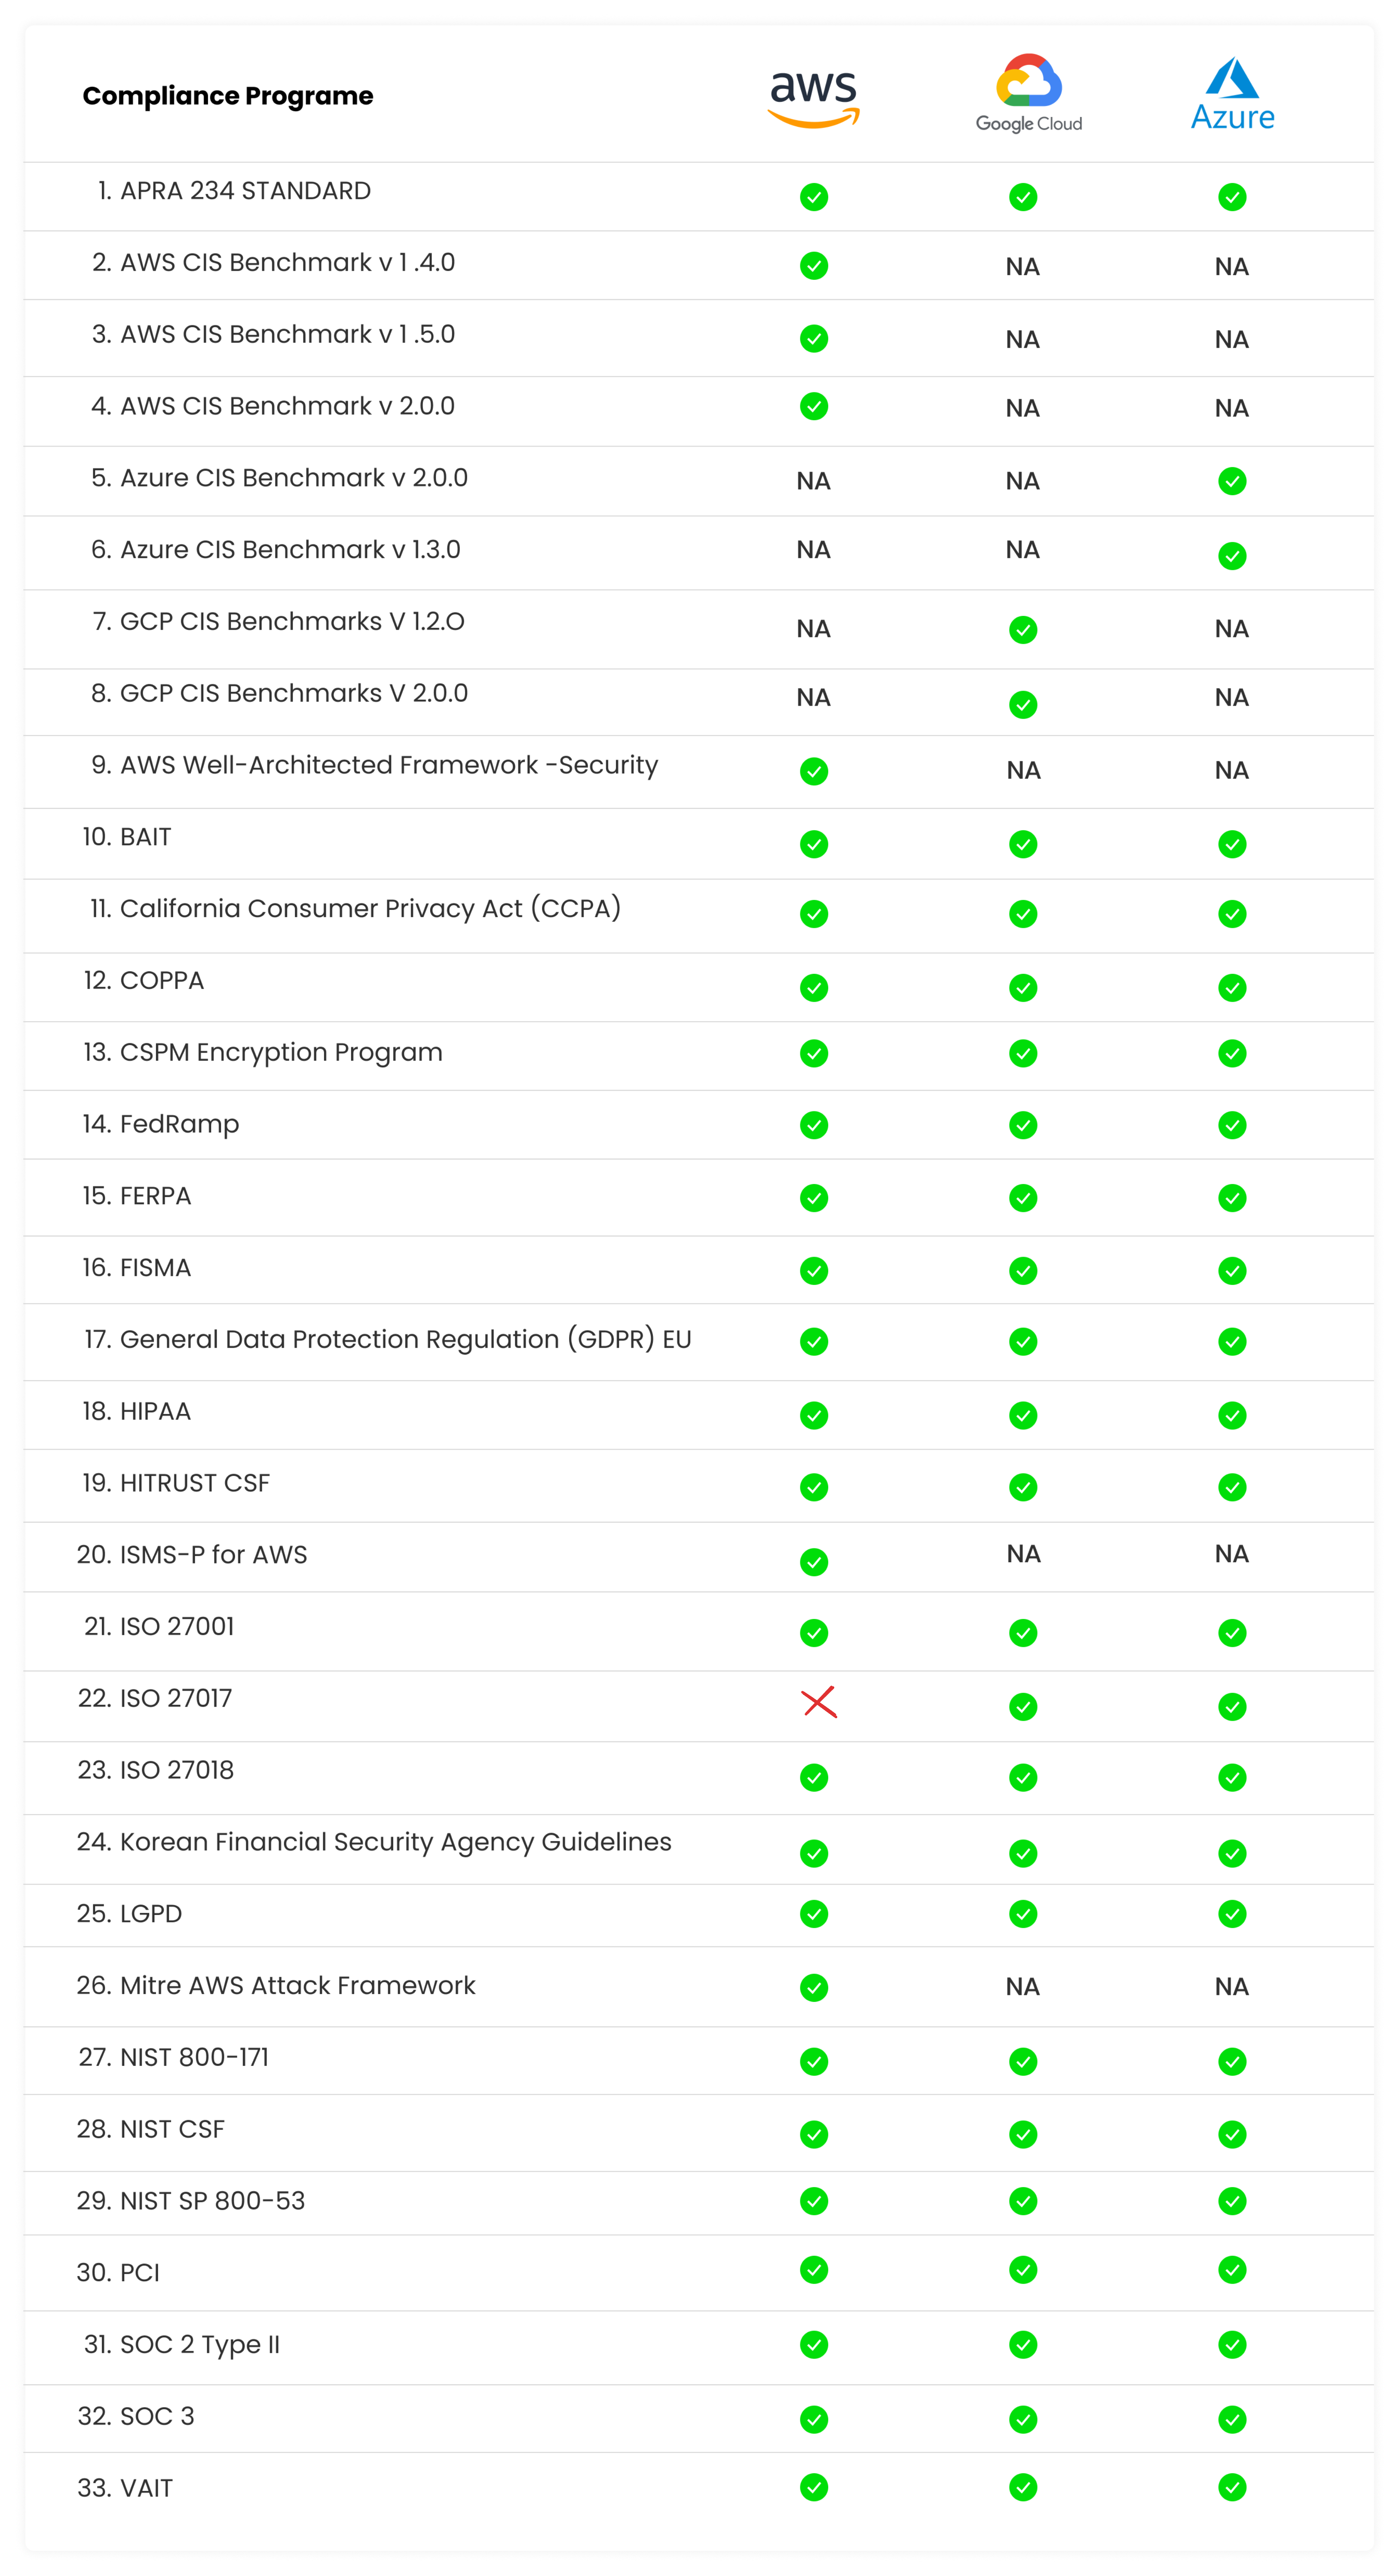 Compliance Programe aws Google Cloud Azure
1. APRA 234 STANDARD
2. AWS CIS Benchmark v 1 .4.0 NA NA
3. AWS CIS Benchmark v 1 .5.0 NA NA
4. AWS CIS Benchmark v 2.0.0 NA NA
5. Azure CIS Benchmark v 2.0.0 NA NA
6. Azure CIS Benchmark v 1.3.0 NA NA
7. GCP CIS Benchmarks V 1.2.O NA NA
8. GCP CIS Benchmarks V 2.0.0 NA NA
9. AWS Well-Architected Framework -Security NA NA
10. BAIT
11. California Consumer Privacy Act (CCPA)
12. COPPA
13. CSPM Encryption Program
14. FedRamp
15. FERPA
16. FISMA
17. General Data Protection Regulation (GDPR) EU
18. HIPAA
19. HITRUST CSF
20. ISMS-P for AWS NA NA
21. ISO 27001
22. ISO 27017
23. ISO 27018
24. Korean Financial Security Agency Guidelines
25. LGPD
26. Mitre AWS Attack Framework NA NA
27. NIST 800-171
28. NIST CSF
29. NIST SP 800-53
30. PCI
31. SOC 2 Type II
32. SOC 3
33. VAIT